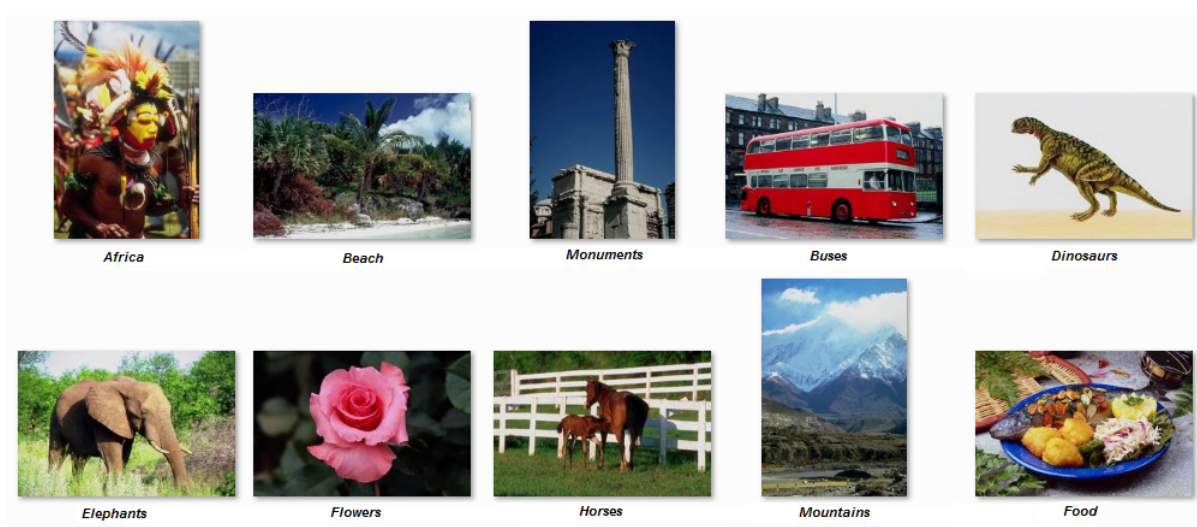 Africa
Beach
Monuments
Buses
Dinosaurs
Elephants
Flowers
Horses
Mountains
Food